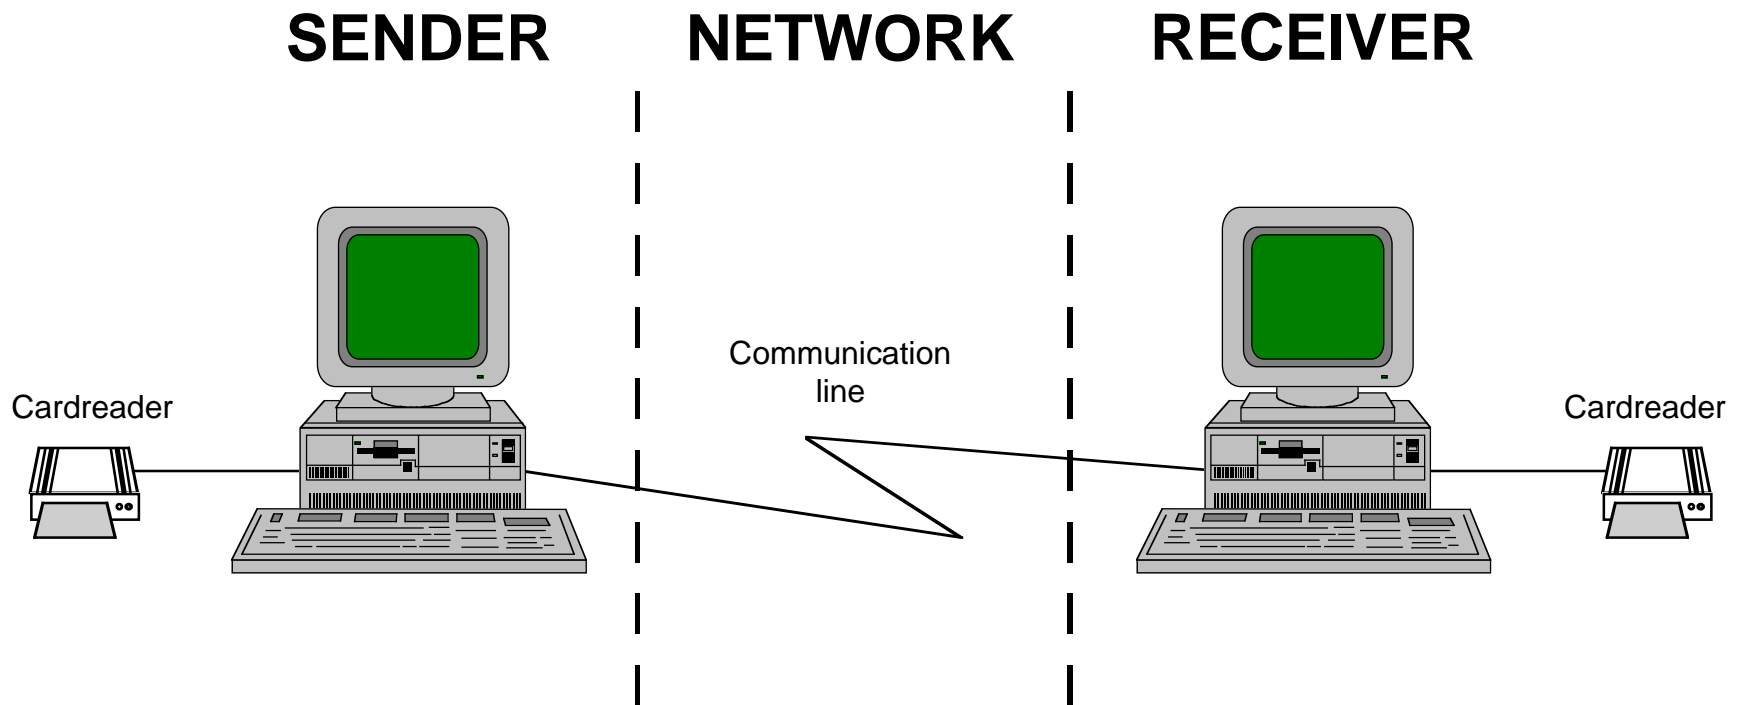 SENDER
NETWORK
RECEIVER
Communication
line
Cardreader
Cardreader